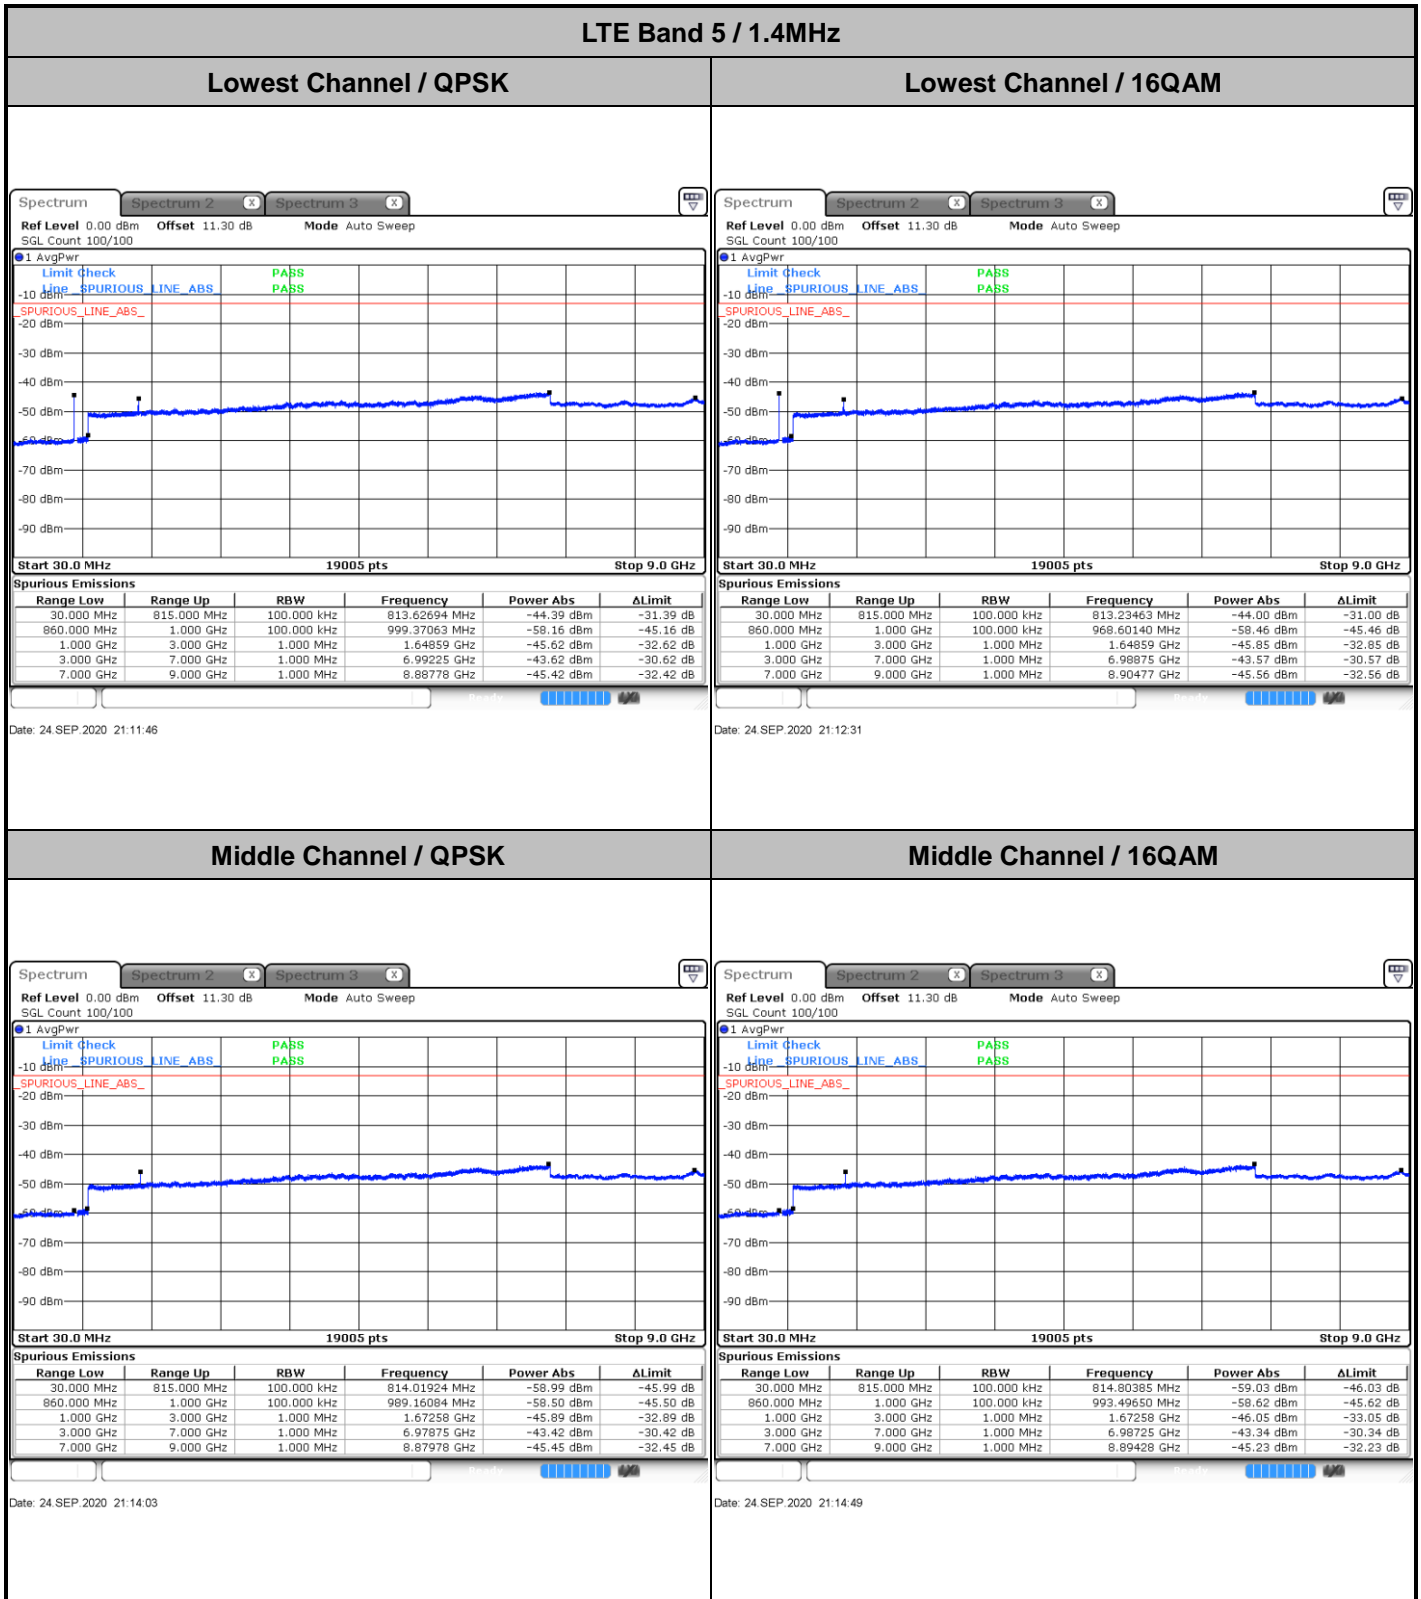 LTE Band 5 / 1.4MHz
Lowest Channel / QPSK
Lowest Channel / 16QAM
Spectrum Spectrum 2 X Spectrum 3 X
Ref Level 0.00 dBm Offset 11.30 dB Mode Auto Sweep
SGL Count 100/100
1 AvgPwr
Limit Check PASS
Line _SPURIOUS_LINE_ABS_ PASS
-10 dBm
_SPURIOUS_LINE_ABS_
-20 dBm
-30 dBm
-40 dBm
-50 dBm
-60 dBm
-70 dBm
-80 dBm
-90 dBm
Start 30.0 MHz 19005 pts Stop 9.0 GHz
Spurious Emissions
Range Low Range Up RBW Frequency Power Abs ΔLimit
30.000 MHz 815.000 MHz 100.000 kHz 813.62694 MHz -44.39 dBm -31.39 dB
860.000 MHz 1.000 GHz 100.000 kHz 999.37063 MHz -58.16 dBm -45.16 dB
1.000 GHz 3.000 GHz 1.000 MHz 1.64859 GHz -45.62 dBm -32.62 dB
3.000 GHz 7.000 GHz 1.000 MHz 6.99225 GHz -43.62 dBm -30.62 dB
7.000 GHz 9.000 GHz 1.000 MHz 8.88778 GHz -45.42 dBm -32.42 dB
Ready
Date: 24.SEP.2020 21:11:46
Spectrum Spectrum 2 X Spectrum 3 X
Ref Level 0.00 dBm Offset 11.30 dB Mode Auto Sweep
SGL Count 100/100
1 AvgPwr
Limit Check PASS
Line _SPURIOUS_LINE_ABS_ PASS
-10 dBm
_SPURIOUS_LINE_ABS_
-20 dBm
-30 dBm
-40 dBm
-50 dBm
-60 dBm
-70 dBm
-80 dBm
-90 dBm
Start 30.0 MHz 19005 pts Stop 9.0 GHz
Spurious Emissions
Range Low Range Up RBW Frequency Power Abs ΔLimit
30.000 MHz 815.000 MHz 100.000 kHz 813.23463 MHz -44.00 dBm -31.00 dB
860.000 MHz 1.000 GHz 100.000 kHz 968.60140 MHz -58.46 dBm -45.46 dB
1.000 GHz 3.000 GHz 1.000 MHz 1.64859 GHz -45.85 dBm -32.85 dB
3.000 GHz 7.000 GHz 1.000 MHz 6.98875 GHz -43.57 dBm -30.57 dB
7.000 GHz 9.000 GHz 1.000 MHz 8.90477 GHz -45.56 dBm -32.56 dB
Ready
Date: 24.SEP.2020 21:12:31
Middle Channel / QPSK
Middle Channel / 16QAM
Spectrum Spectrum 2 X Spectrum 3 X
Ref Level 0.00 dBm Offset 11.30 dB Mode Auto Sweep
SGL Count 100/100
1 AvgPwr
Limit Check PASS
Line _SPURIOUS_LINE_ABS_ PASS
-10 dBm
_SPURIOUS_LINE_ABS_
-20 dBm
-30 dBm
-40 dBm
-50 dBm
-60 dBm
-70 dBm
-80 dBm
-90 dBm
Start 30.0 MHz 19005 pts Stop 9.0 GHz
Spurious Emissions
Range Low Range Up RBW Frequency Power Abs ΔLimit
30.000 MHz 815.000 MHz 100.000 kHz 814.01924 MHz -58.99 dBm -45.99 dB
860.000 MHz 1.000 GHz 100.000 kHz 989.16084 MHz -58.50 dBm -45.50 dB
1.000 GHz 3.000 GHz 1.000 MHz 1.67258 GHz -45.89 dBm -32.89 dB
3.000 GHz 7.000 GHz 1.000 MHz 6.97875 GHz -43.42 dBm -30.42 dB
7.000 GHz 9.000 GHz 1.000 MHz 8.87978 GHz -45.45 dBm -32.45 dB
Ready
Date: 24.SEP.2020 21:14:03
Spectrum Spectrum 2 X Spectrum 3 X
Ref Level 0.00 dBm Offset 11.30 dB Mode Auto Sweep
SGL Count 100/100
1 AvgPwr
Limit Check PASS
Line _SPURIOUS_LINE_ABS_ PASS
-10 dBm
_SPURIOUS_LINE_ABS_
-20 dBm
-30 dBm
-40 dBm
-50 dBm
-60 dBm
-70 dBm
-80 dBm
-90 dBm
Start 30.0 MHz 19005 pts Stop 9.0 GHz
Spurious Emissions
Range Low Range Up RBW Frequency Power Abs ΔLimit
30.000 MHz 815.000 MHz 100.000 kHz 814.80385 MHz -59.03 dBm -46.03 dB
860.000 MHz 1.000 GHz 100.000 kHz 993.49650 MHz -58.62 dBm -45.62 dB
1.000 GHz 3.000 GHz 1.000 MHz 1.67258 GHz -46.05 dBm -33.05 dB
3.000 GHz 7.000 GHz 1.000 MHz 6.98725 GHz -43.34 dBm -30.34 dB
7.000 GHz 9.000 GHz 1.000 MHz 8.89428 GHz -45.23 dBm -32.23 dB
Ready
Date: 24.SEP.2020 21:14:49